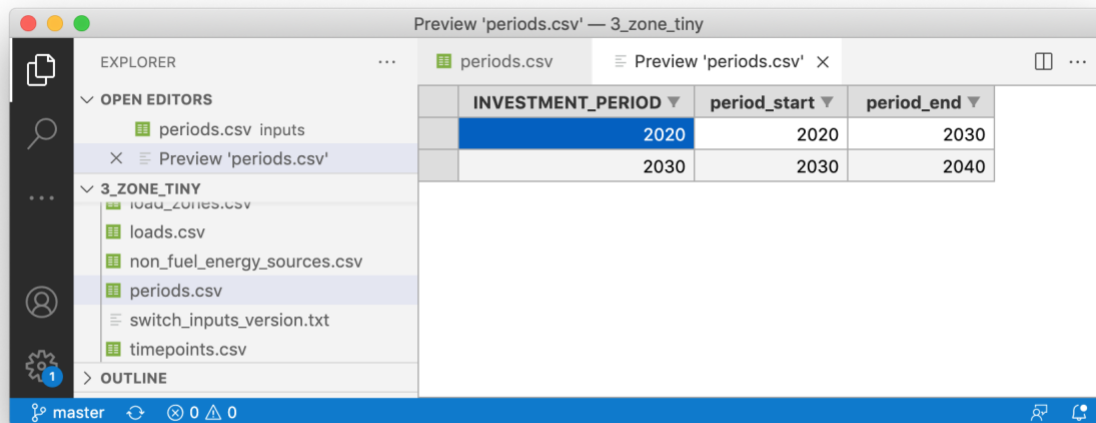 Preview 'periods.csv' — 3_zone_tiny
EXPLORER
periods.csv
Preview 'periods.csv'
OPEN EDITORS
periods.csv inputs
Preview 'periods.csv'
3_ZONE_TINY
load_zones.csv
loads.csv
non_fuel_energy_sources.csv
periods.csv
switch_inputs_version.txt
timepoints.csv
OUTLINE
INVESTMENT_PERIOD period_start period_end
2020 2020 2030
2030 2030 2040
1
master 0 0